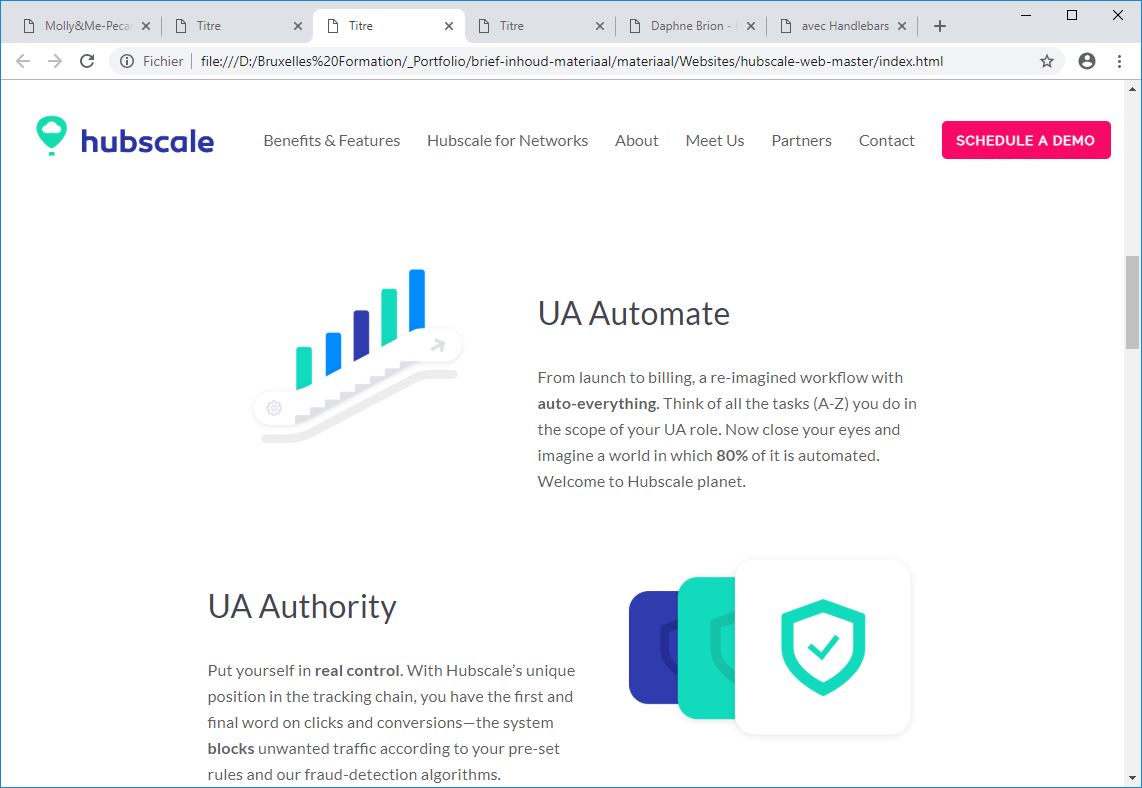 Molly&Me-Peca
Titre
Titre
Titre
Daphne Brion -
avec Handlebars
Fichier
file:///D:/Bruxelles%20Formation/_Portfolio/brief-inhoud-materiaal/materiaal/Websites/hubscale-web-master/index.html
hubscale
Benefits & Features
Hubscale for Networks
About
Meet Us
Partners
Contact
SCHEDULE A DEMO
UA Automate
From launch to billing, a re-imagined workflow with
auto-everything. Think of all the tasks (A-Z) you do in
the scope of your UA role. Now close your eyes and
imagine a world in which 80% of it is automated.
Welcome to Hubscale planet.
UA Authority
Put yourself in real control. With Hubscale’s unique
position in the tracking chain, you have the first and
final word on clicks and conversions—the system
blocks unwanted traffic according to your pre-set
rules and our fraud-detection algorithms.